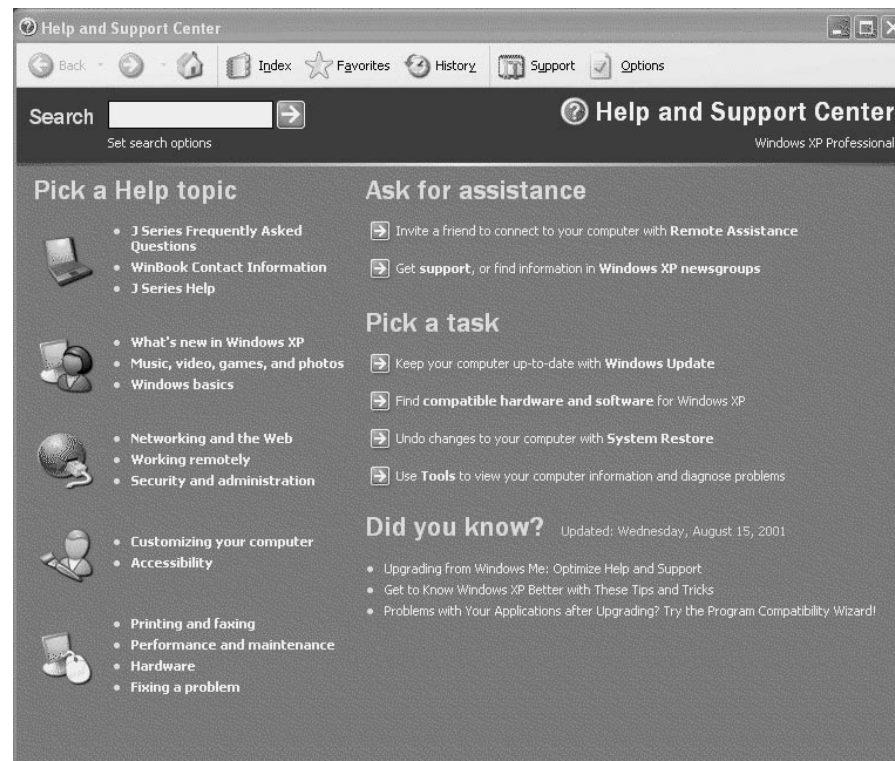 Help and Support Center
Back
Index
Favorites
History
Support
Options
Search
Set search options
Help and Support Center
Windows XP Professional
Pick a Help topic
J Series Frequently Asked
Questions
WinBook Contact Information
J Series Help
What's new in Windows XP
Music, video, games, and photos
Windows basics
Networking and the Web
Working remotely
Security and administration
Customizing your computer
Accessibility
Printing and faxing
Performance and maintenance
Hardware
Fixing a problem
Ask for assistance
Invite a friend to connect to your computer with Remote Assistance
Get support, or find information in Windows XP newsgroups
Pick a task
Keep your computer up-to-date with Windows Update
Find compatible hardware and software for Windows XP
Undo changes to your computer with System Restore
Use Tools to view your computer information and diagnose problems
Did you know? Updated: Wednesday, August 15, 2001
Upgrading from Windows Me: Optimize Help and Support
Get to Know Windows XP Better with These Tips and Tricks
Problems with Your Applications after Upgrading? Try the Program Compatibility Wizard!